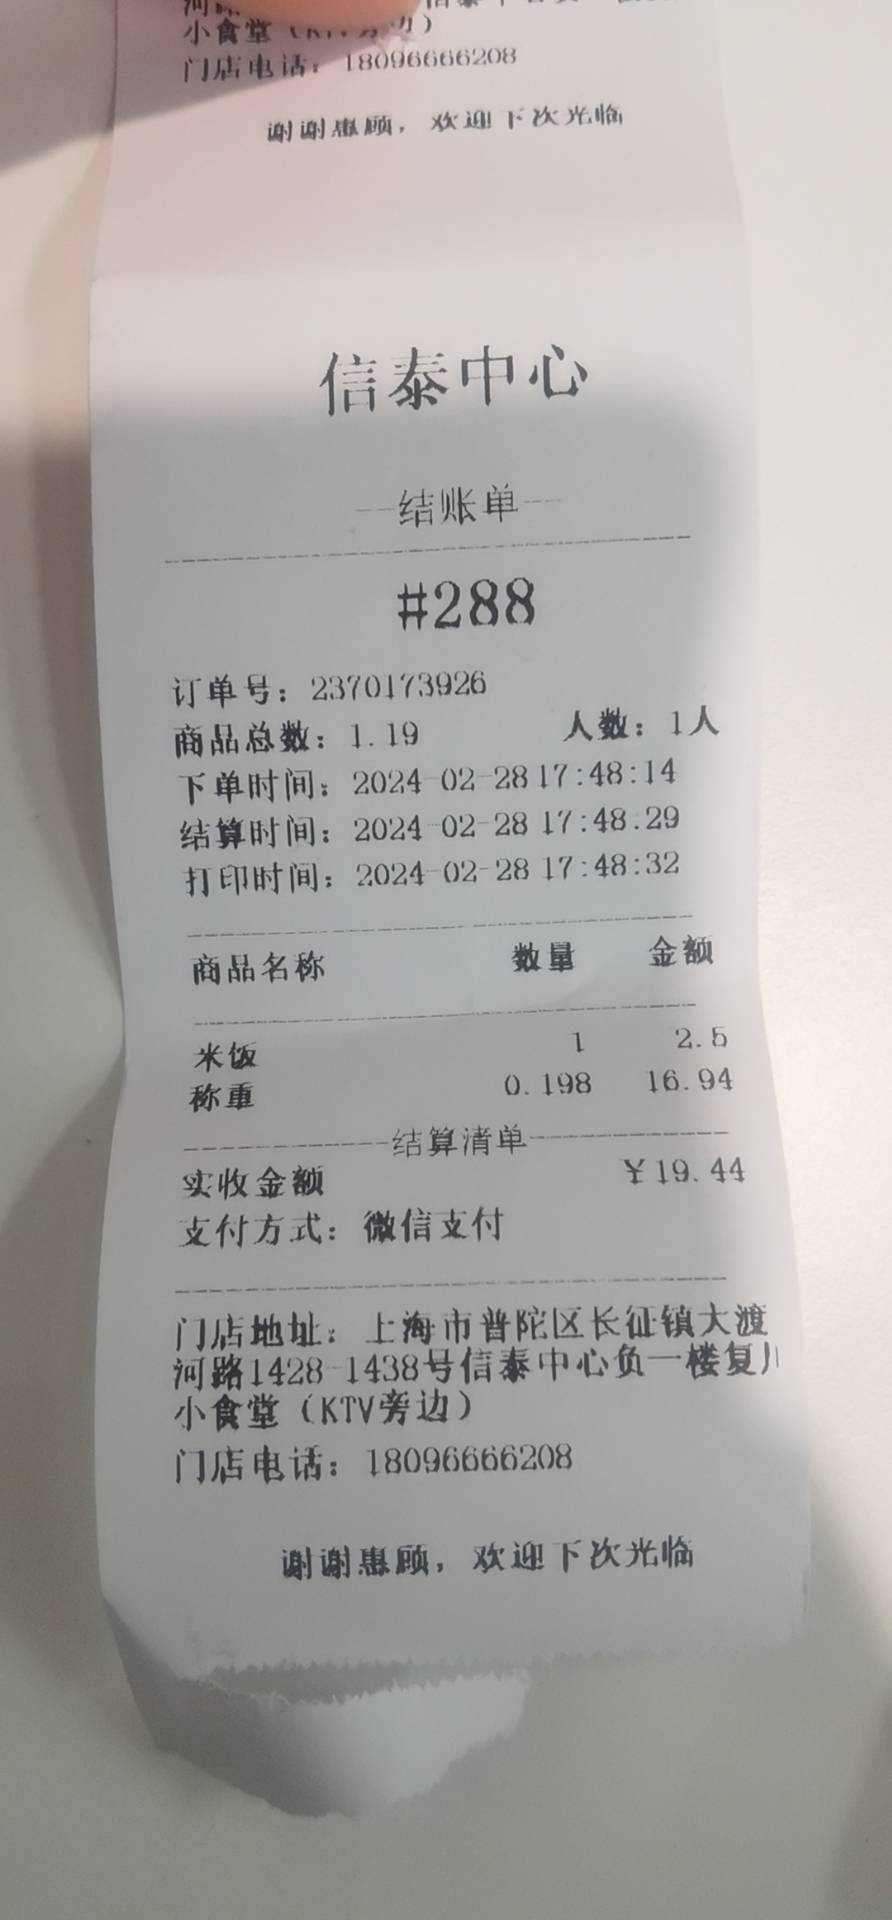 小食堂（KTV旁边）
门店电话：18096666208
谢谢惠顾，欢迎下次光临
信泰中心
—结账单—
#288
订单号：2370173926
商品总数：1.19 人数：1人
下单时间：2024-02-28 17:48:14
结算时间：2024-02-28 17:48:29
打印时间：2024-02-28 17:48:32
商品名称 数量 金额
米饭 1 2.5
称重 0.198 16.94
结算清单
实收金额 ￥19.44
支付方式：微信支付
门店地址：上海市普陀区长征镇大渡
河路1428-1438号信泰中心负一楼复
小食堂（KTV旁边）
门店电话：18096666208
谢谢惠顾，欢迎下次光临